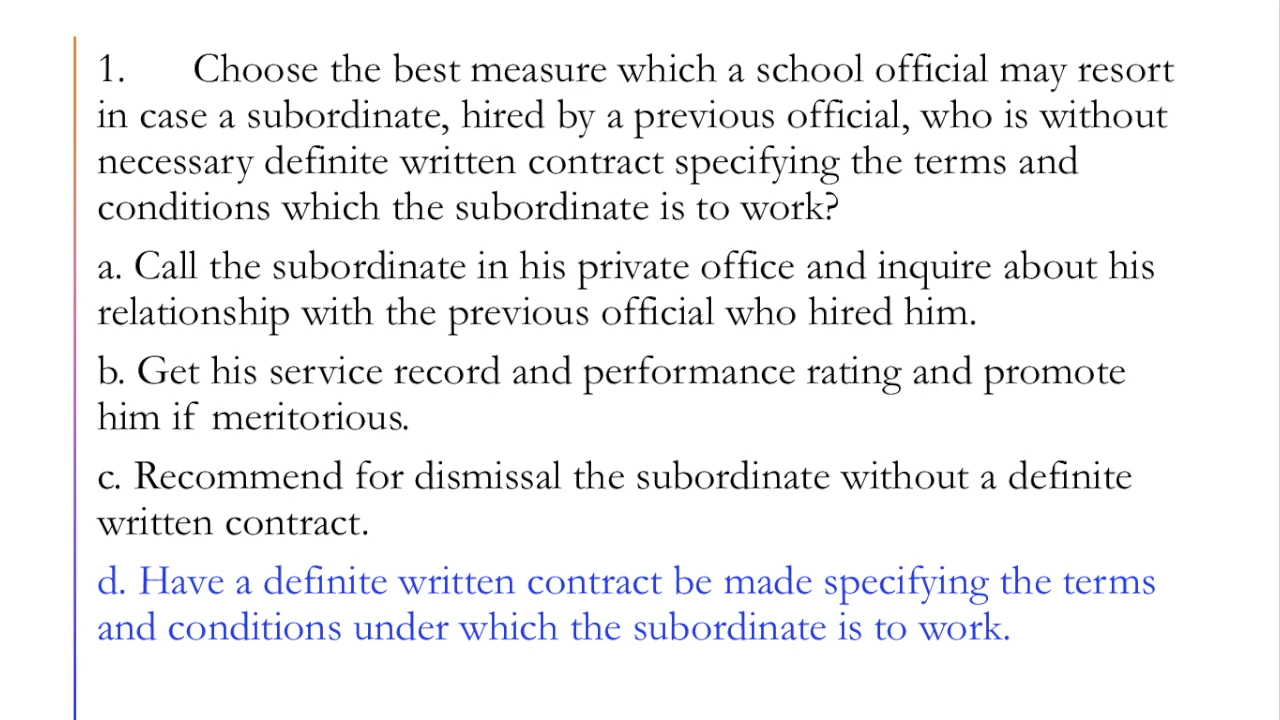 1. Choose the best measure which a school official may resort
in case a subordinate, hired by a previous official, who is without
necessary definite written contract specifying the terms and
conditions which the subordinate is to work?
a. Call the subordinate in his private office and inquire about his
relationship with the previous official who hired him.
b. Get his service record and performance rating and promote
him if meritorious.
c. Recommend for dismissal the subordinate without a definite
written contract.
d. Have a definite written contract be made specifying the terms
and conditions under which the subordinate is to work.